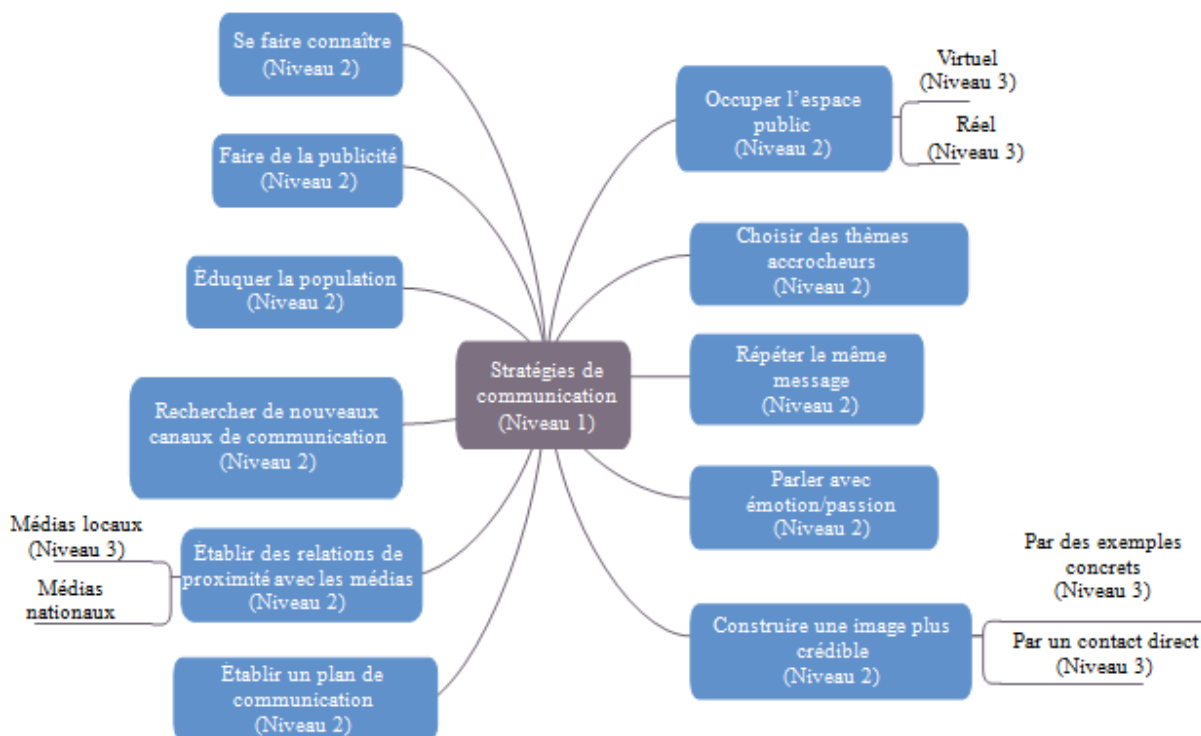 Se faire connaître
(Niveau 2)
Faire de la publicité
(Niveau 2)
Éduquer la population
(Niveau 2)
Rechercher de nouveaux
canaux de communication
(Niveau 2)
Médias locaux
(Niveau 3)
Médias
nationaux
Établir des relations de
proximité avec les médias
(Niveau 2)
Établir un plan de
communication
(Niveau 2)
Stratégies de
communication
(Niveau 1)
Occuper l'espace
public
(Niveau 2)
Virtuel
(Niveau 3)
Réel
(Niveau 3)
Choisir des thèmes
accrocheurs
(Niveau 2)
Répéter le même
message
(Niveau 2)
Parler avec
émotion/passion
(Niveau 2)
Construire une image plus
crédible
(Niveau 2)
Par des exemples
concrets
(Niveau 3)
Par un contact direct
(Niveau 3)